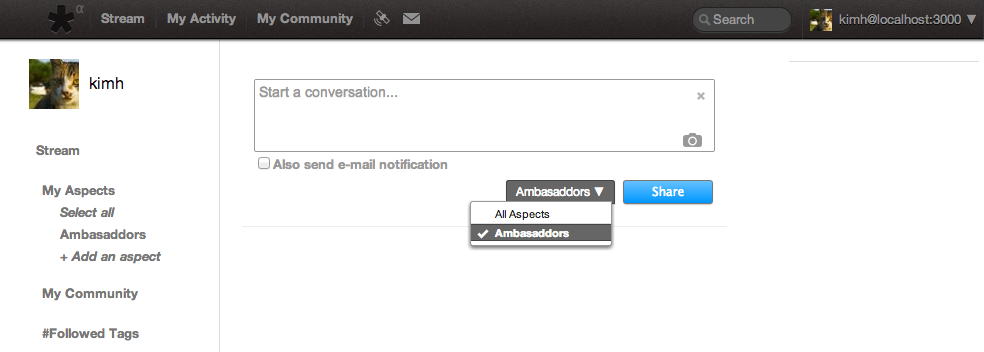 α
Stream My Activity My Community Search kimh@localhost:3000 ▼
kimh
Start a conversation...
×
Also send e-mail notification
Ambasaddors ▼ Share
All Aspects
✓ Ambasaddors
Stream
My Aspects
Select all
Ambasaddors
+ Add an aspect
My Community
#Followed Tags